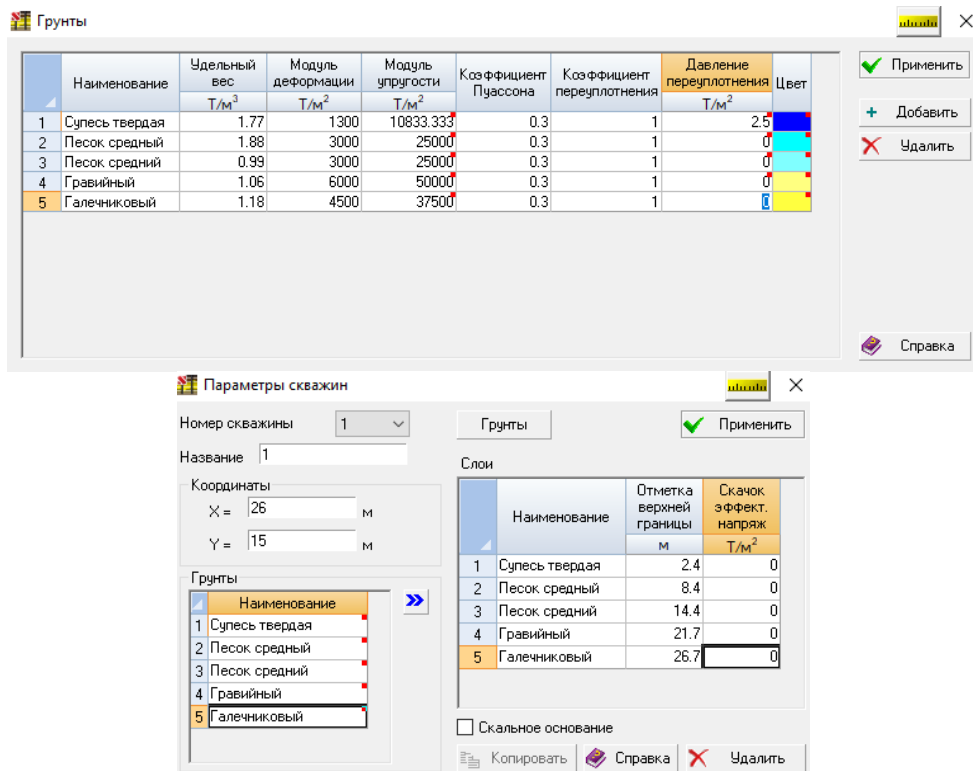 Грунты
Наименование Удельный вес Т/м³ Модуль деформации Т/м² Модуль упругости Т/м² Коэффициент Пуассона Коэффициент переуплотнения Давление переуплотнения Т/м² Цвет
1 Супесь твердая 1.77 1300 10833.333 0.3 1 2.5
2 Песок средный 1.88 3000 25000 0.3 1 0
3 Песок средний 0.99 3000 25000 0.3 1 0
4 Гравийный 1.06 6000 50000 0.3 1 0
5 Галечниковый 1.18 4500 37500 0.3 1 0
Применить
Добавить
Удалить
Справка
Параметры скважин
Номер скважины 1
Название 1
Координаты
X = 26 м
Y = 15 м
Грунты
Наименование
1 Супесь твердая
2 Песок средный
3 Песок средний
4 Гравийный
5 Галечниковый
Грунты
Применить
Слои
Наименование Отметка верхней границы м Скачок эффект. напряж Т/м²
1 Супесь твердая 2.4 0
2 Песок средный 8.4 0
3 Песок средний 14.4 0
4 Гравийный 21.7 0
5 Галечниковый 26.7 0
Скальное основание
Копировать Справка Удалить